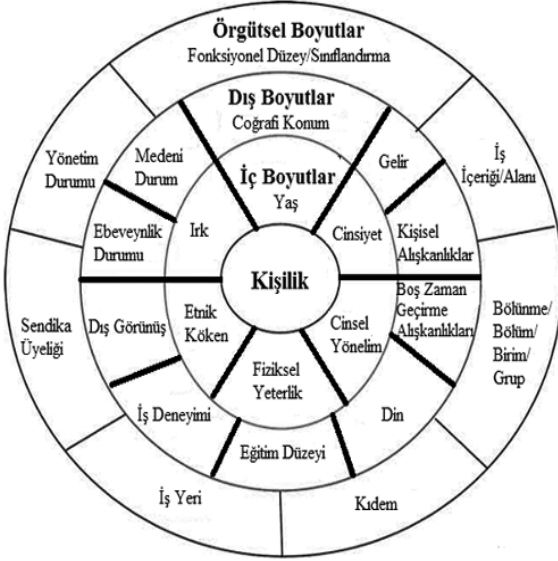 Örgütsel Boyutlar
Fonksiyonel Düzey/Sınıflandırma
Dış Boyutlar
Coğrafi Konum
İç Boyutlar
Yaş
Yönetim
Durumu
Medeni
Durum
Gelir
İş
İçeriği/Alanı
Ebeveynlik
Durumu
Irk
Cinsiyet
Kişisel
Alışkanlıklar
Kişilik
Sendika
Üyeliği
Dış Görünüş
Etnik
Köken
Fiziksel
Yeterlik
Cinsel
Yönelim
Boş Zaman
Geçirme
Alışkanlıkları
Bölünme/
Bölüm/
Birim/
Grup
İş Deneyimi
Eğitim Düzeyi
Din
İş Yeri
Kıdem